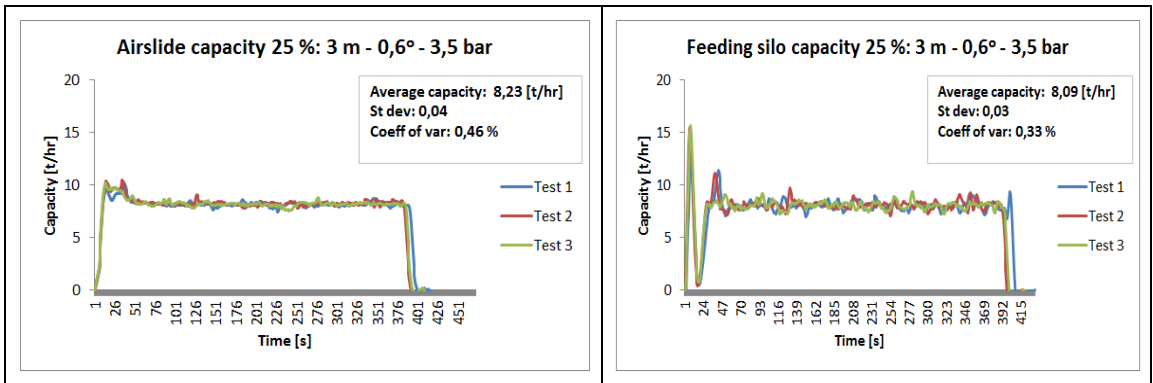 Airslide capacity 25 %: 3 m - 0,6º - 3,5 bar
Average capacity: 8,23 [t/hr]
St dev: 0,04
Coeff of var: 0,46 %
Capacity [t/hr]
20
15
10
5
0
Test 1
Test 2
Test 3
1 26 51 76 101 126 151 176 201 226 251 276 301 326 351 376 401 426 451
Time [s]
Feeding silo capacity 25 %: 3 m - 0,6º - 3,5 bar
Average capacity: 8,09 [t/hr]
St dev: 0,03
Coeff of var: 0,33 %
Capacity [t/hr]
20
15
10
5
0
Test 1
Test 2
Test 3
1 24 47 70 93 116 139 162 185 208 231 254 277 300 323 346 369 392 415
Time [s]